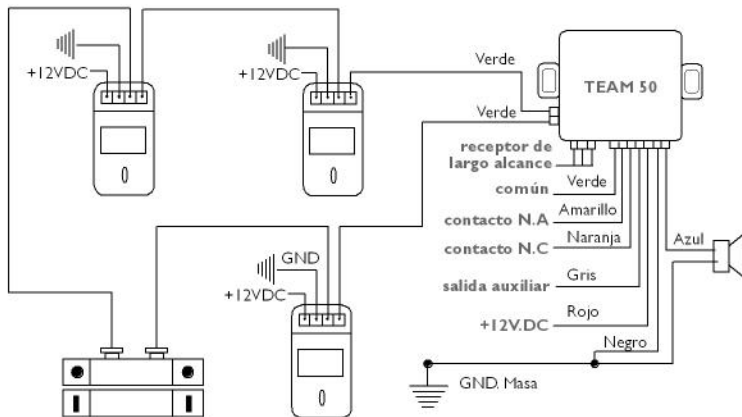 +12VDC
+12VDC
Verde
TEAM 50
Verde
receptor de
largo alcance
común
Verde
contacto N.A
Amarillo
contacto N.C
Naranja
Azul
GND
+12VDC
salida auxiliar
Gris
+12V.DC
Rojo
Negro
GND. Masa